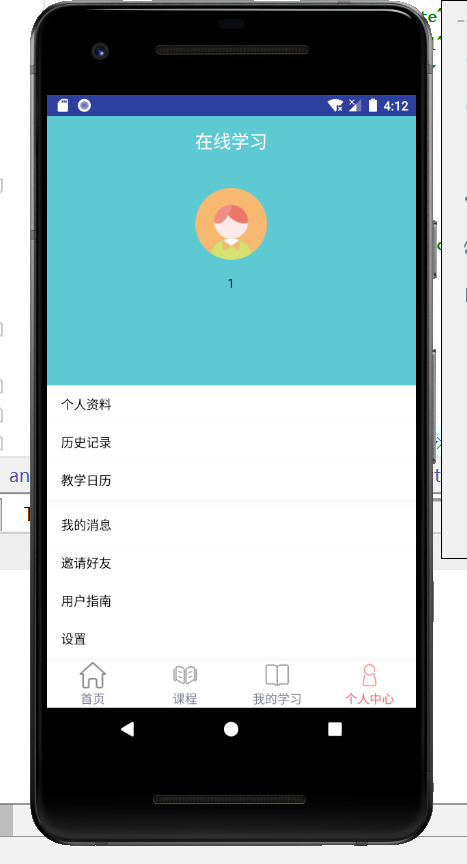 4:12
在线学习
1
个人资料
历史记录
教学日历
我的消息
邀请好友
用户指南
设置
首页 课程 我的学习 个人中心
an